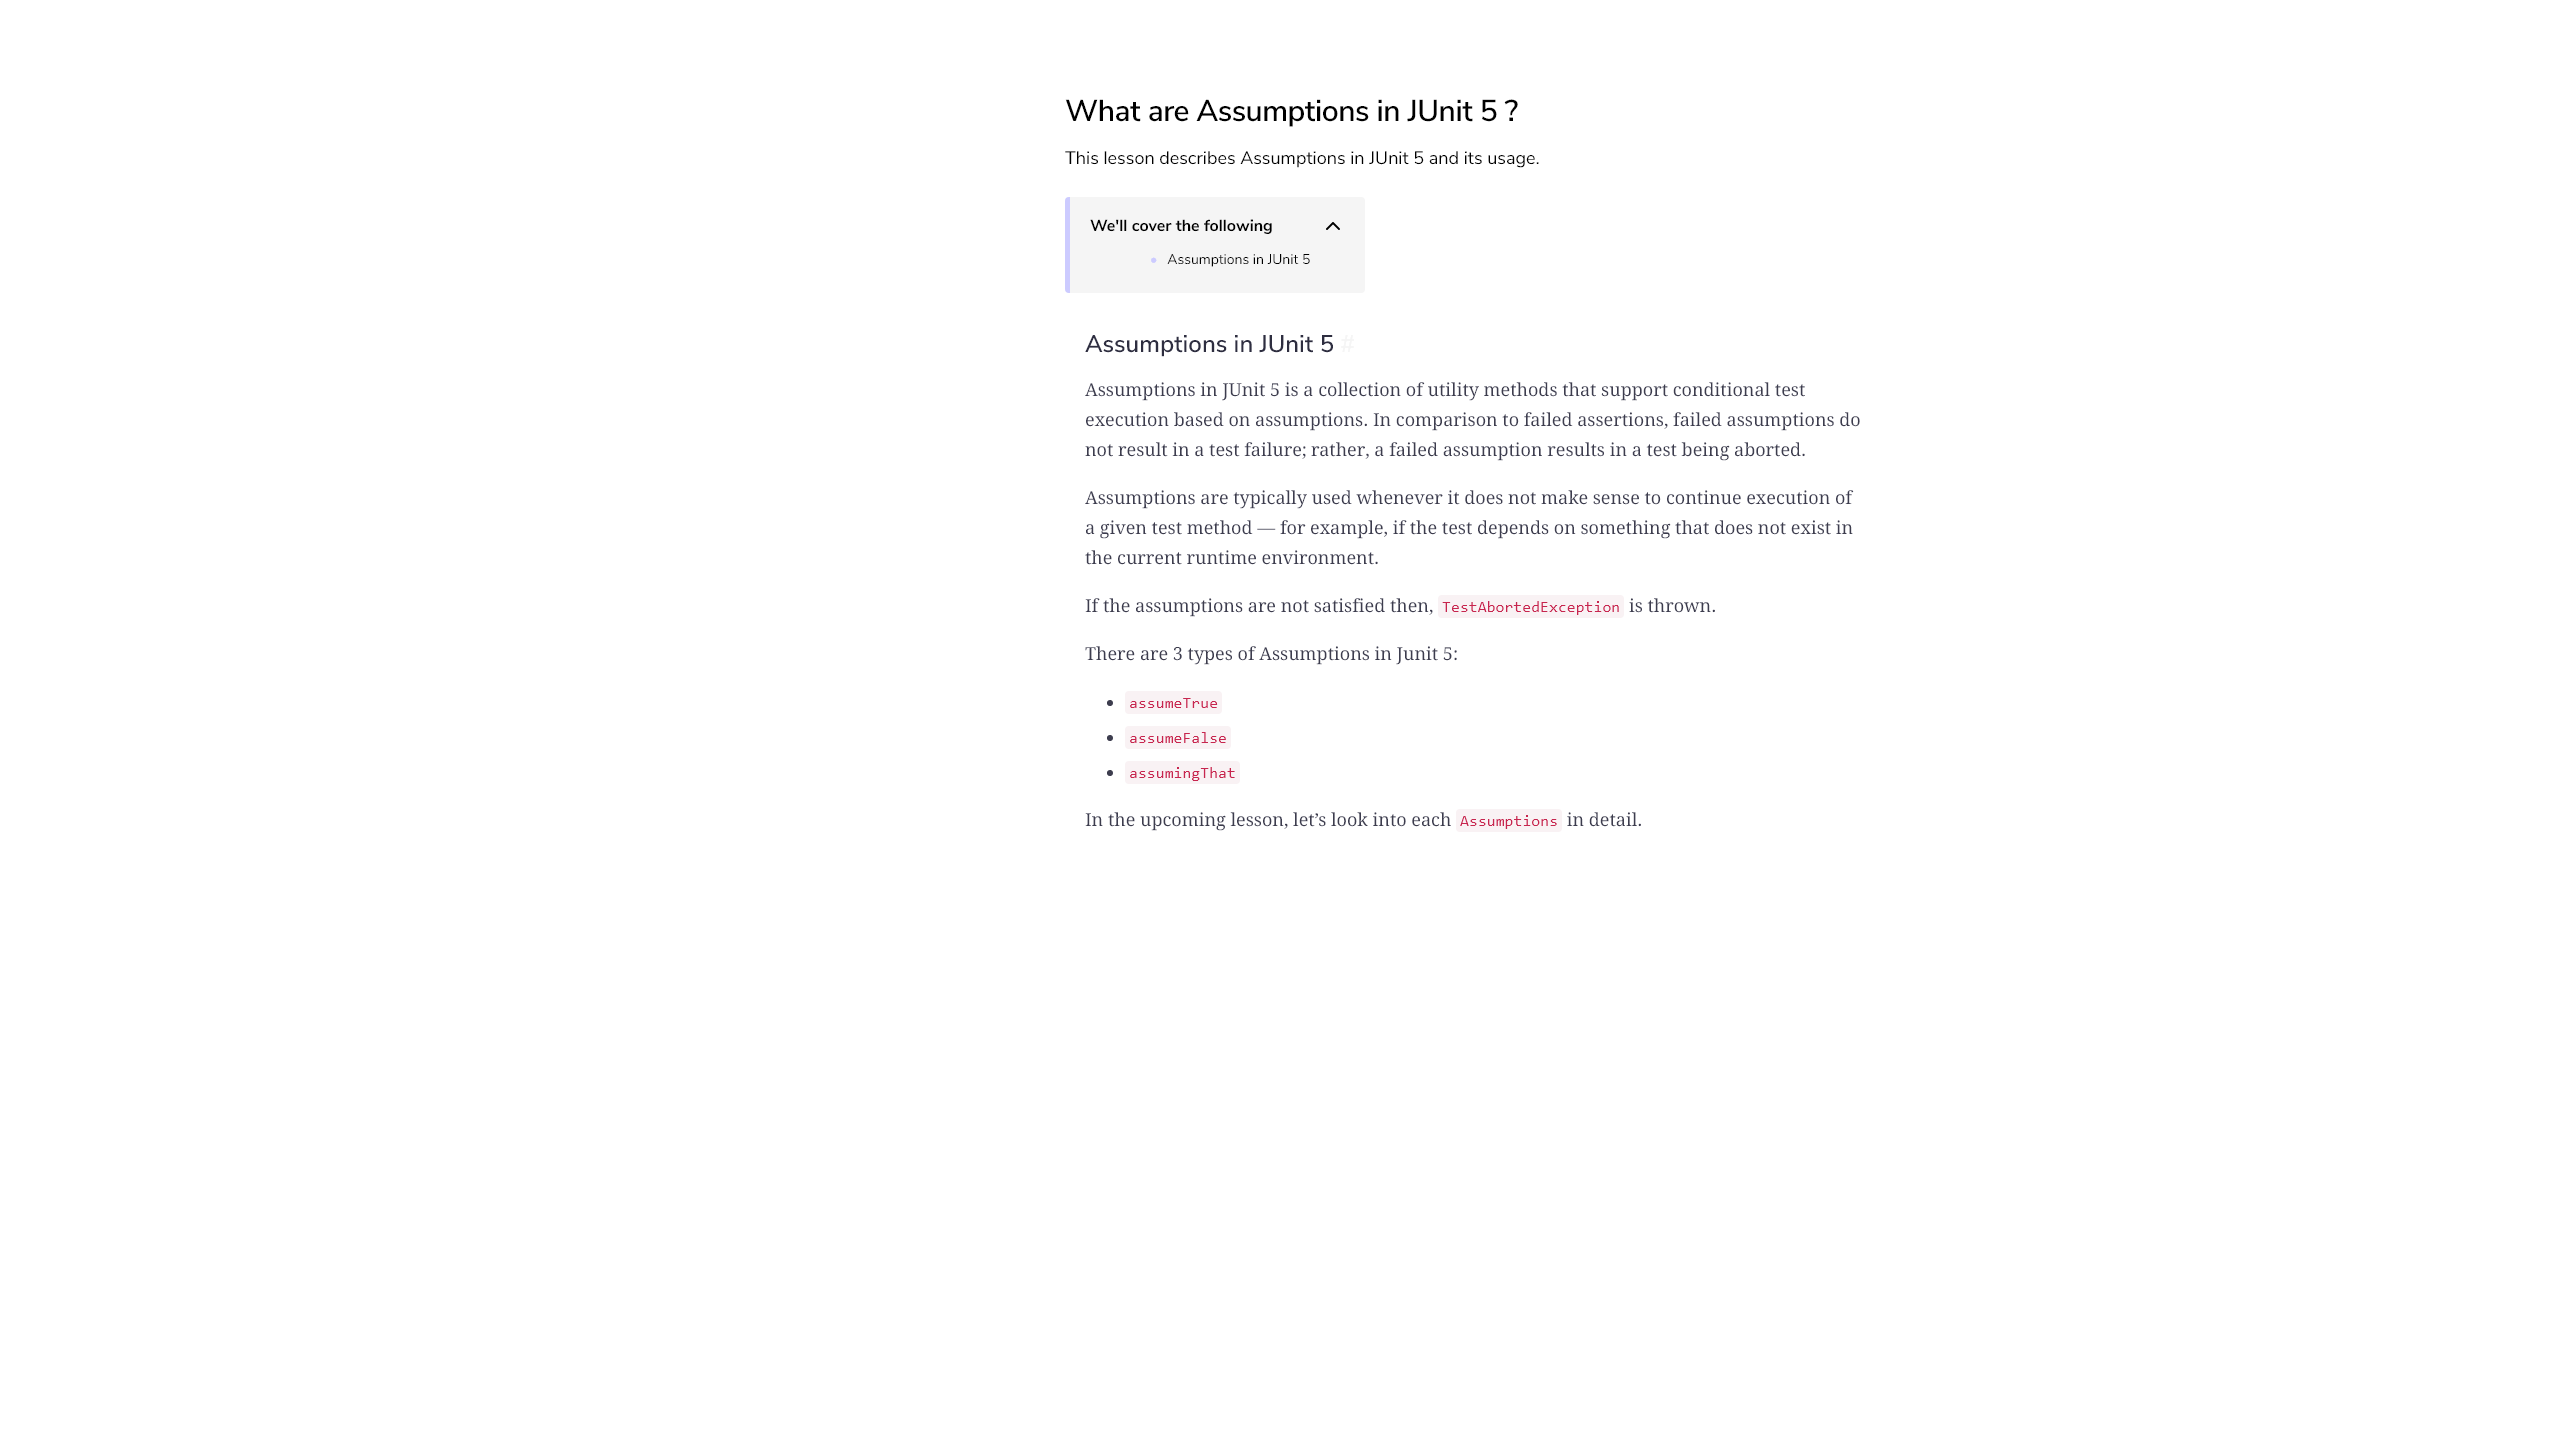 What are Assumptions in JUnit 5 ?
This lesson describes Assumptions in JUnit 5 and its usage.
We'll cover the following
• Assumptions in JUnit 5
Assumptions in JUnit 5 #
Assumptions in JUnit 5 is a collection of utility methods that support conditional test
execution based on assumptions. In comparison to failed assertions, failed assumptions do
not result in a test failure; rather, a failed assumption results in a test being aborted.
Assumptions are typically used whenever it does not make sense to continue execution of
a given test method — for example, if the test depends on something that does not exist in
the current runtime environment.
If the assumptions are not satisfied then, TestAbortedException is thrown.
There are 3 types of Assumptions in Junit 5:
• assumeTrue
• assumeFalse
• assumingThat
In the upcoming lesson, let’s look into each Assumptions in detail.